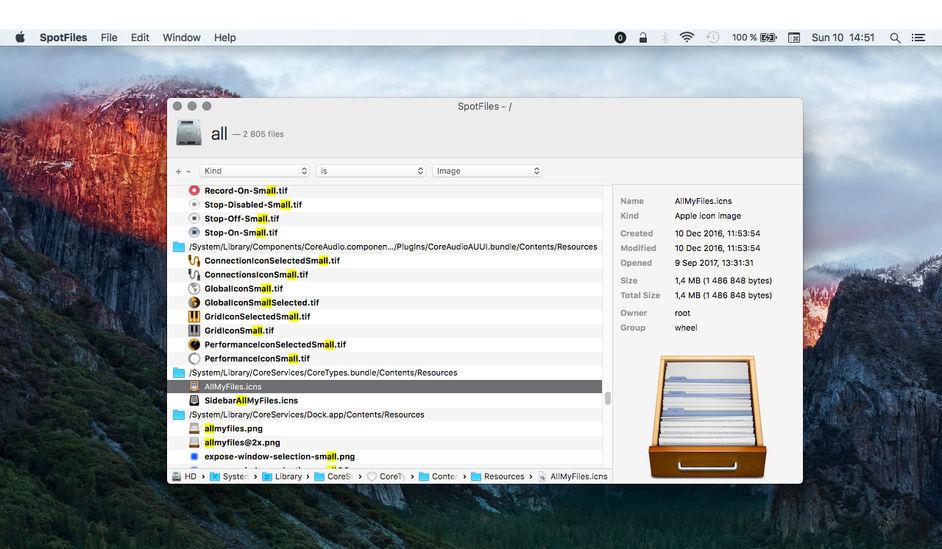 SpotFiles File Edit Window Help 100 % Sun 10 14:51
SpotFiles - /
all — 2 805 files
+ - Kind is Image
Record-On-Small.tif
Stop-Disabled-Small.tif
Stop-Off-Small.tif
Stop-On-Small.tif
/System/Library/Components/CoreAudio.componen.../PlugIns/CoreAudioAUUI.bundle/Contents/Resources
ConnectionIconSelectedSmall.tif
ConnectionsIconSmall.tif
GlobalIconSmall.tif
GlobalIconSmallSelected.tif
GridIconSelectedSmall.tif
GridIconSmall.tif
PerformanceIconSelectedSmall.tif
PerformanceIconSmall.tif
/System/Library/CoreServices/CoreTypes.bundle/Contents/Resources
AllMyFiles.icns
SidebarAllMyFiles.icns
/System/Library/CoreServices/Dock.app/Contents/Resources
allmyfiles.png
allmyfiles@2x.png
expose-window-selection-small.png
HD › System › Library › CoreS › CoreTy › Conter › Resources › AllMyFiles.icns
Name AllMyFiles.icns
Kind Apple icon image
Created 10 Dec 2016, 11:53:54
Modified 10 Dec 2016, 11:53:54
Opened 9 Sep 2017, 13:31:31
Size 1,4 MB (1 486 848 bytes)
Total Size 1,4 MB (1 486 848 bytes)
Owner root
Group wheel